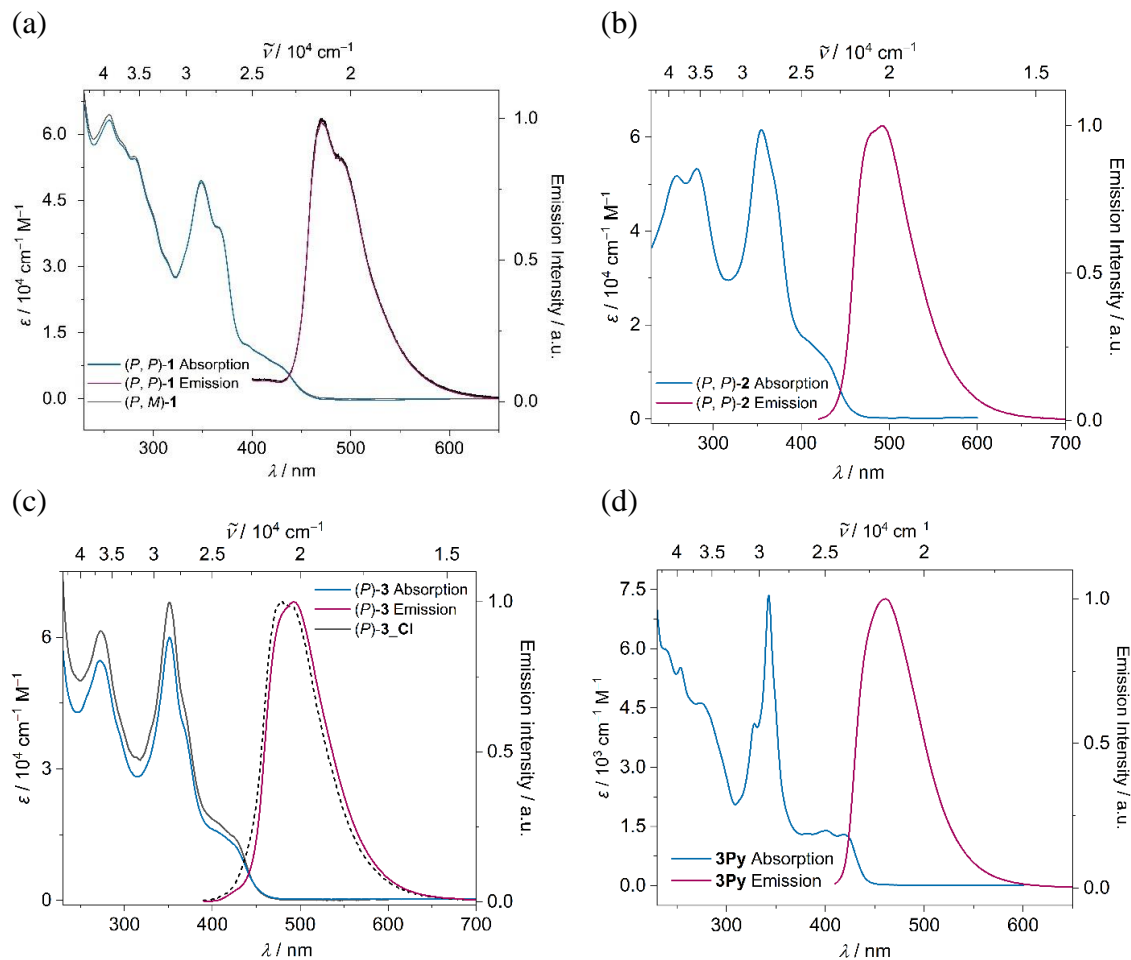 (a)
ṽ / 10⁴ cm⁻¹
4 3.5 3 2.5 2
6.0
4.5
3.0
1.5
0.0
ε / 10⁴ cm⁻¹ M⁻¹
1.0
0.5
0.0
Emission Intensity / a.u.
(P, P)-1 Absorption
(P, P)-1 Emission
(P, M)-1
300 400 500 600
λ / nm
(b)
ṽ / 10⁴ cm⁻¹
4 3.5 3 2.5 2 1.5
6
4
2
0
ε / 10⁴ cm⁻¹ M⁻¹
1.0
0.5
0.0
Emission Intensity / a.u.
(P, P)-2 Absorption
(P, P)-2 Emission
300 400 500 600 700
λ / nm
(c)
ṽ / 10⁴ cm⁻¹
4 3.5 3 2.5 2 1.5
6
3
0
ε / 10⁴ cm⁻¹ M⁻¹
1.0
0.5
0.0
Emission intensity / a.u.
(P)-3 Absorption
(P)-3 Emission
(P)-3_Cl
300 400 500 600 700
λ / nm
(d)
ṽ / 10⁴ cm⁻¹
4 3.5 3 2.5 2
7.5
6.0
4.5
3.0
1.5
0.0
ε / 10³ cm⁻¹ M⁻¹
1.0
0.5
0.0
Emission Intensity / a.u.
3Py Absorption
3Py Emission
300 400 500 600
λ / nm